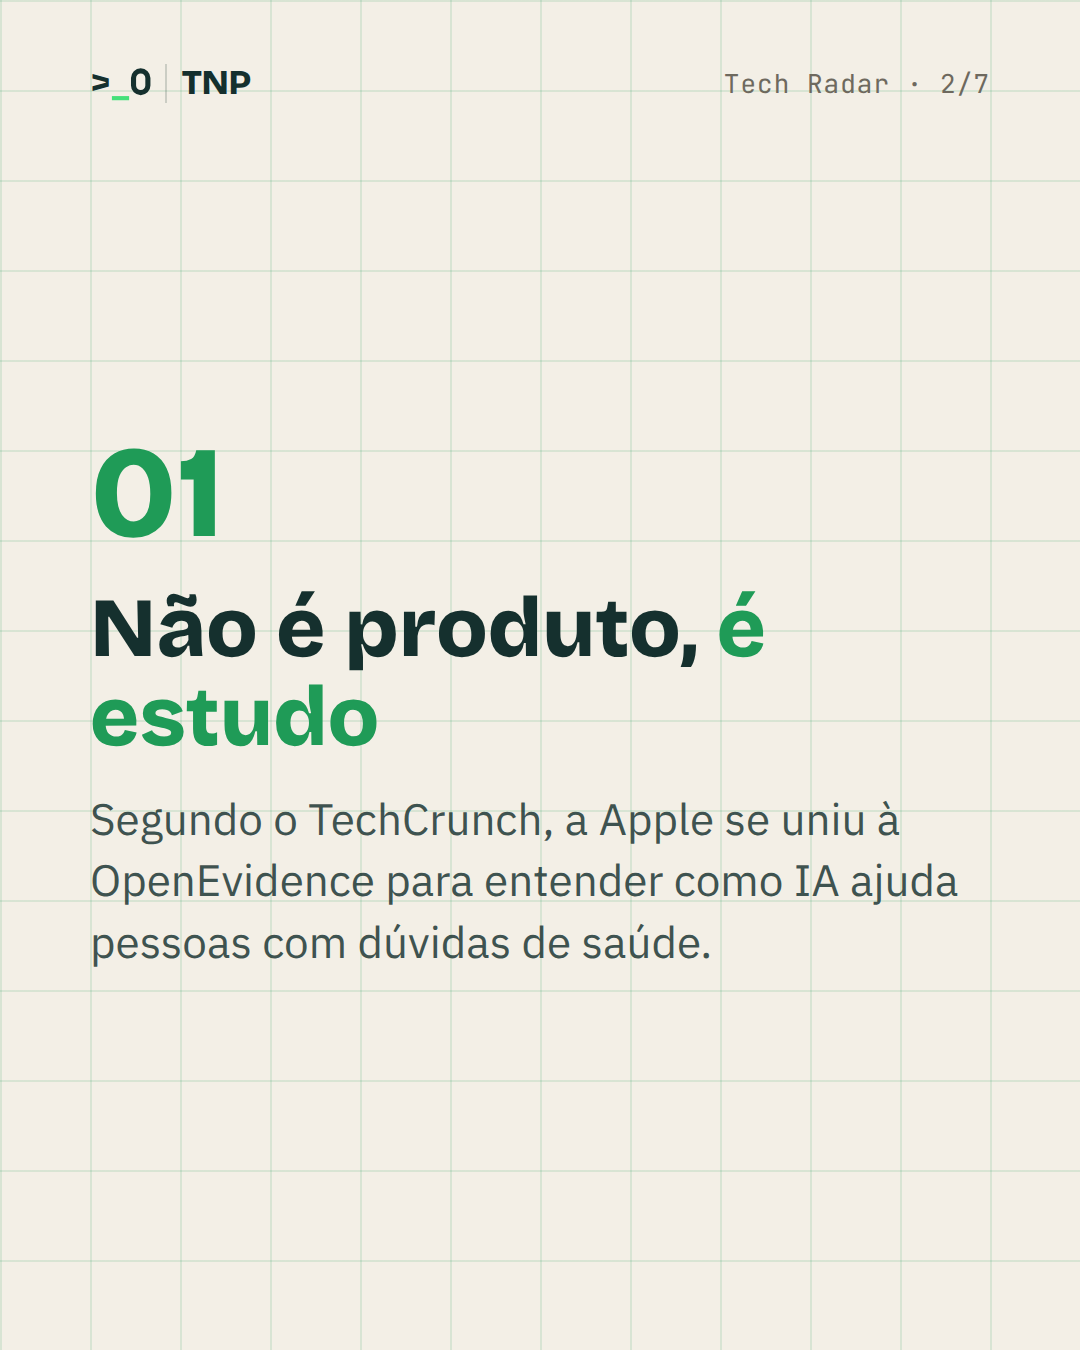 >_0 TNP
Tech Radar · 2/7
01
Não é produto, é
estudo
Segundo o TechCrunch, a Apple se uniu à
OpenEvidence para entender como IA ajuda
pessoas com dúvidas de saúde.